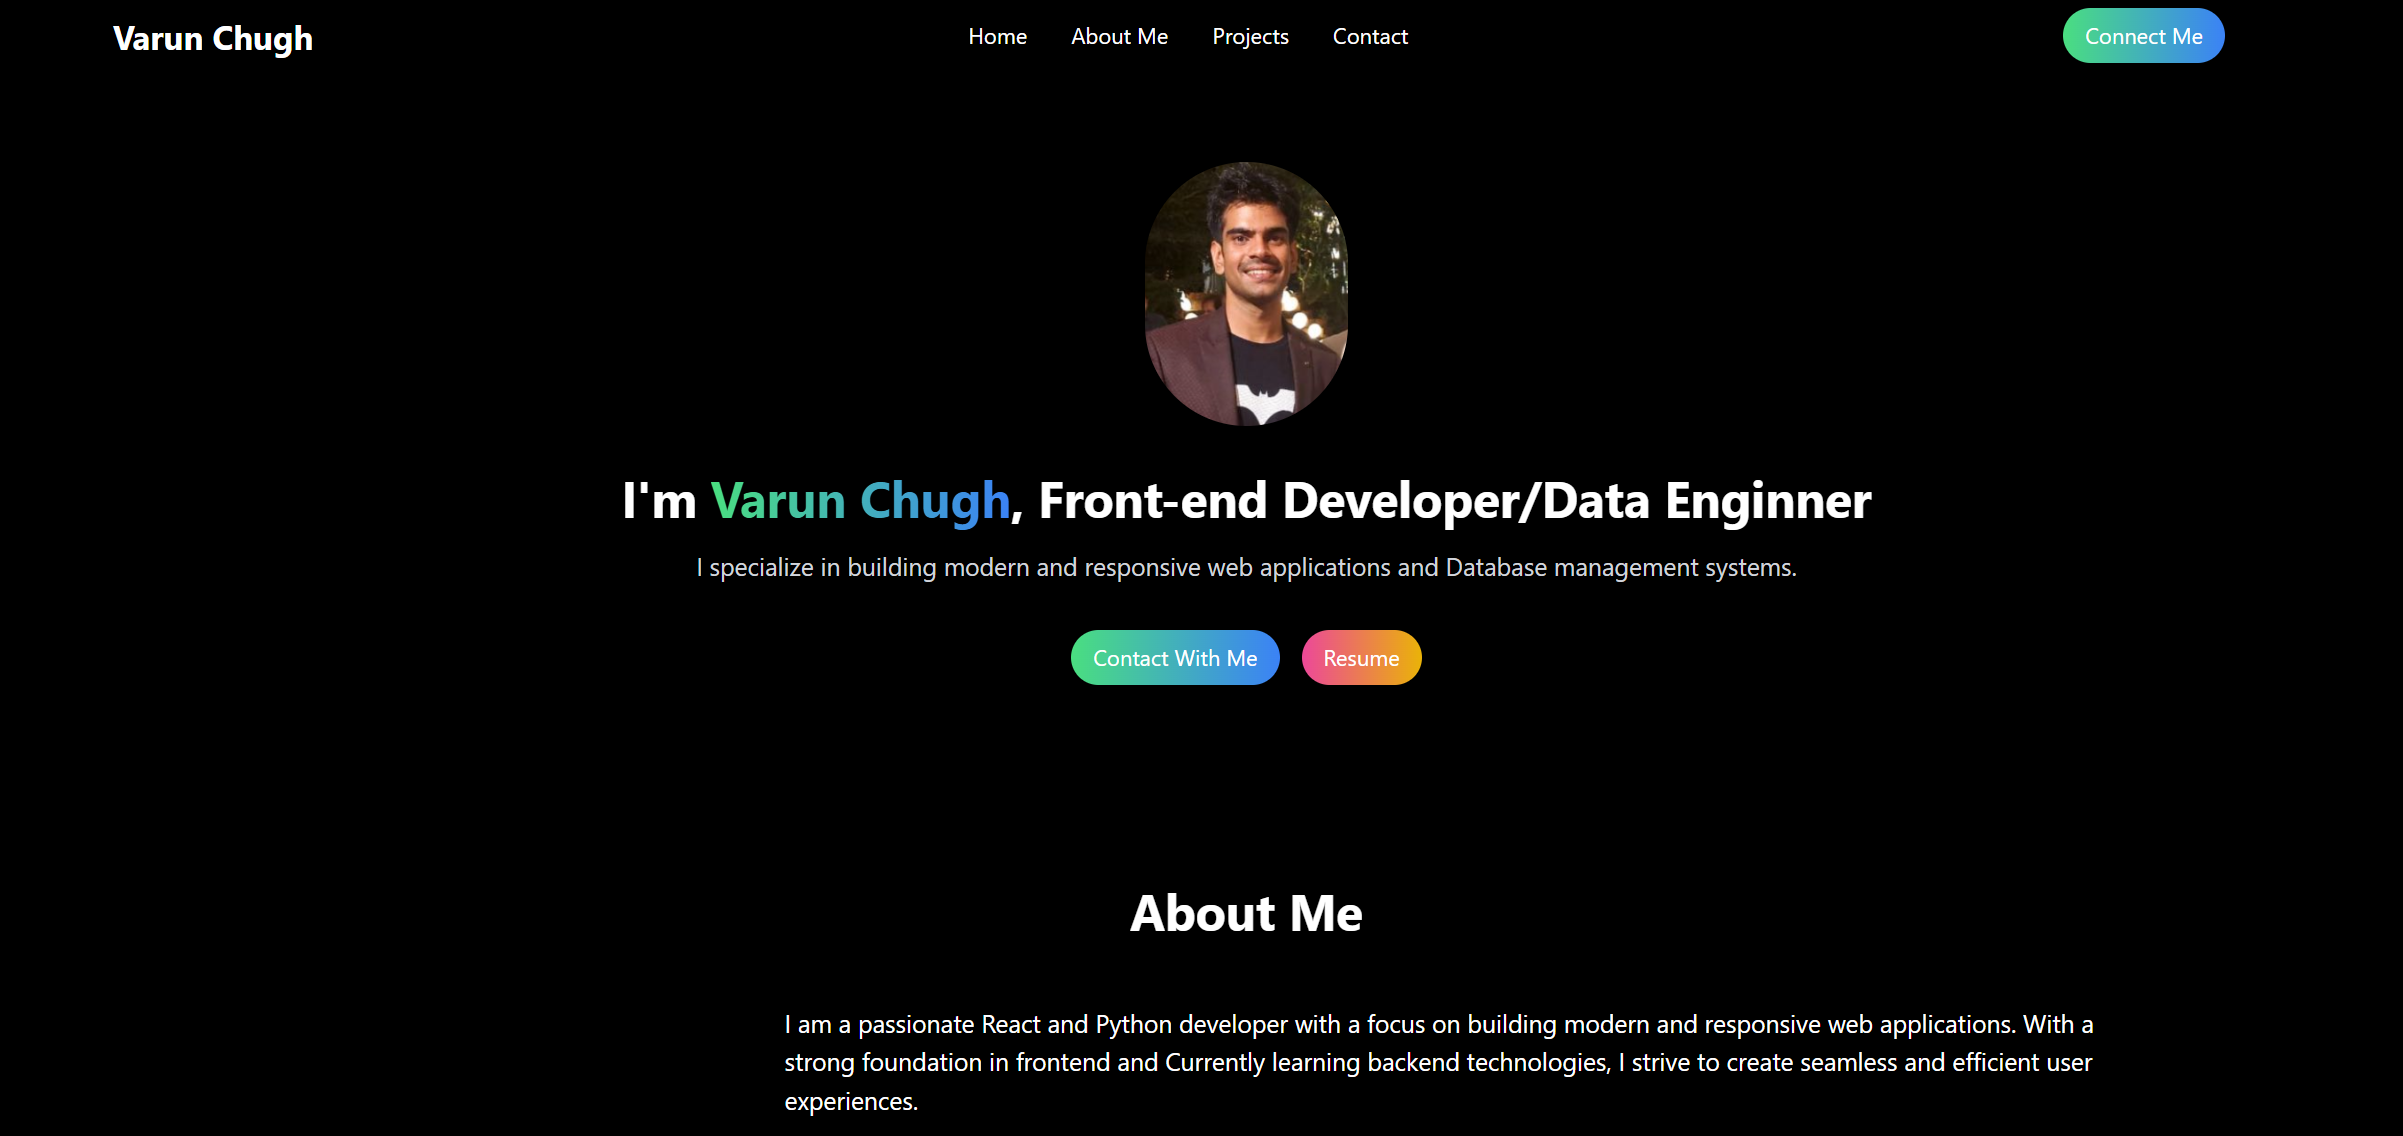 Varun Chugh
Home
About Me
Projects
Contact
Connect Me
I'm Varun Chugh, Front-end Developer/Data Enginner
I specialize in building modern and responsive web applications and Database management systems.
Contact With Me
Resume
About Me
I am a passionate React and Python developer with a focus on building modern and responsive web applications. With a
strong foundation in frontend and Currently learning backend technologies, I strive to create seamless and efficient user
experiences.